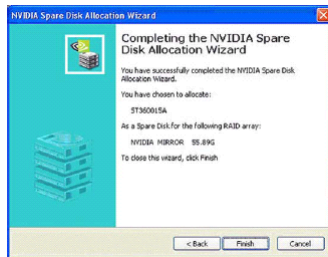 NVIDIA Spare Disk Allocation Wizard
Completing the NVIDIA Spare
Disk Allocation Wizard
You have successfully completed the NVIDIA Spare Disk
Allocation Wizard.
You have chosen to allocate:
ST360015A
As a Spare Disk for the following RAID array:
NVIDIA MIRROR 55.89G
To close this wizard, click Finish
< Back
Finish
Cancel